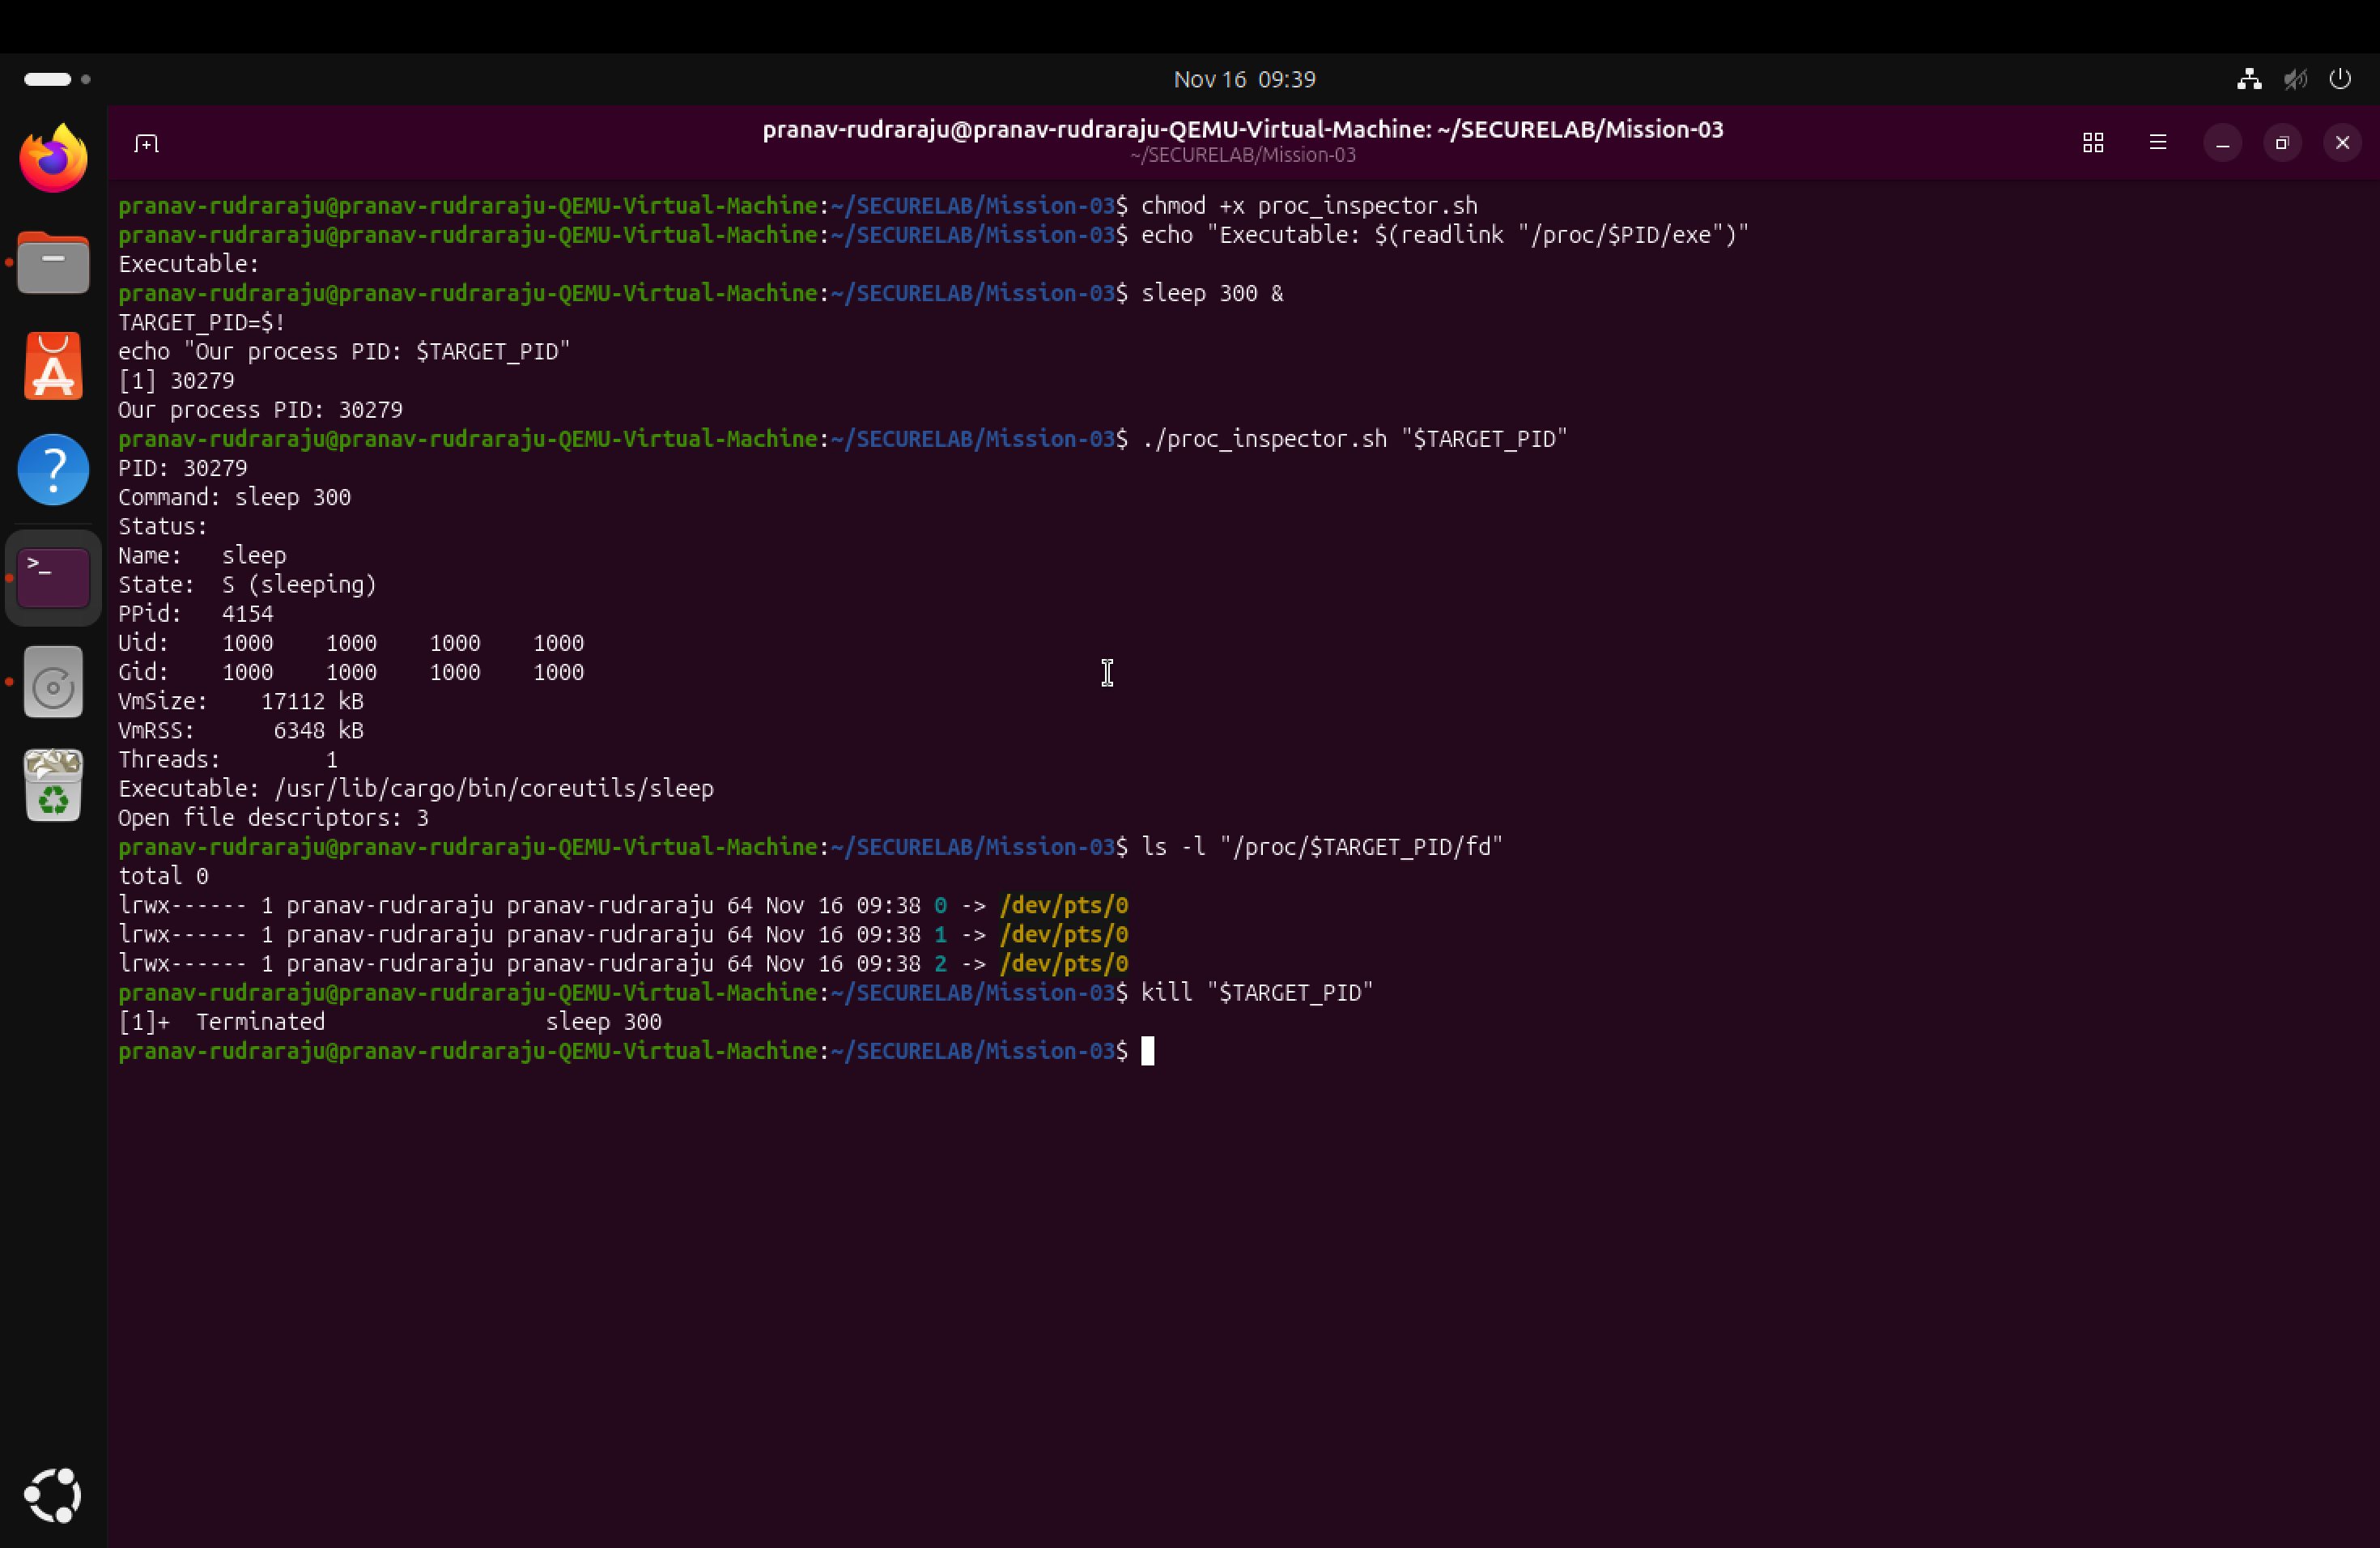 Nov 16 09:39
pranav-rudraraju@pranav-rudraraju-QEMU-Virtual-Machine: ~/SECURELAB/Mission-03
~/SECURELAB/Mission-03
pranav-rudraraju@pranav-rudraraju-QEMU-Virtual-Machine:~/SECURELAB/Mission-03$ chmod +x proc_inspector.sh
pranav-rudraraju@pranav-rudraraju-QEMU-Virtual-Machine:~/SECURELAB/Mission-03$ echo "Executable: $(readlink "/proc/$PID/exe")"
Executable:
pranav-rudraraju@pranav-rudraraju-QEMU-Virtual-Machine:~/SECURELAB/Mission-03$ sleep 300 &
TARGET_PID=$!
echo "Our process PID: $TARGET_PID"
[1] 30279
Our process PID: 30279
pranav-rudraraju@pranav-rudraraju-QEMU-Virtual-Machine:~/SECURELAB/Mission-03$ ./proc_inspector.sh "$TARGET_PID"
PID: 30279
Command: sleep 300
Status:
Name:   sleep
State:  S (sleeping)
PPid:   4154
Uid:    1000    1000    1000    1000
Gid:    1000    1000    1000    1000
VmSize:    17112 kB
VmRSS:      6348 kB
Threads:        1
Executable: /usr/lib/cargo/bin/coreutils/sleep
Open file descriptors: 3
pranav-rudraraju@pranav-rudraraju-QEMU-Virtual-Machine:~/SECURELAB/Mission-03$ ls -l "/proc/$TARGET_PID/fd"
total 0
lrwx------ 1 pranav-rudraraju pranav-rudraraju 64 Nov 16 09:38 0 -> /dev/pts/0
lrwx------ 1 pranav-rudraraju pranav-rudraraju 64 Nov 16 09:38 1 -> /dev/pts/0
lrwx------ 1 pranav-rudraraju pranav-rudraraju 64 Nov 16 09:38 2 -> /dev/pts/0
pranav-rudraraju@pranav-rudraraju-QEMU-Virtual-Machine:~/SECURELAB/Mission-03$ kill "$TARGET_PID"
[1]+  Terminated                 sleep 300
pranav-rudraraju@pranav-rudraraju-QEMU-Virtual-Machine:~/SECURELAB/Mission-03$